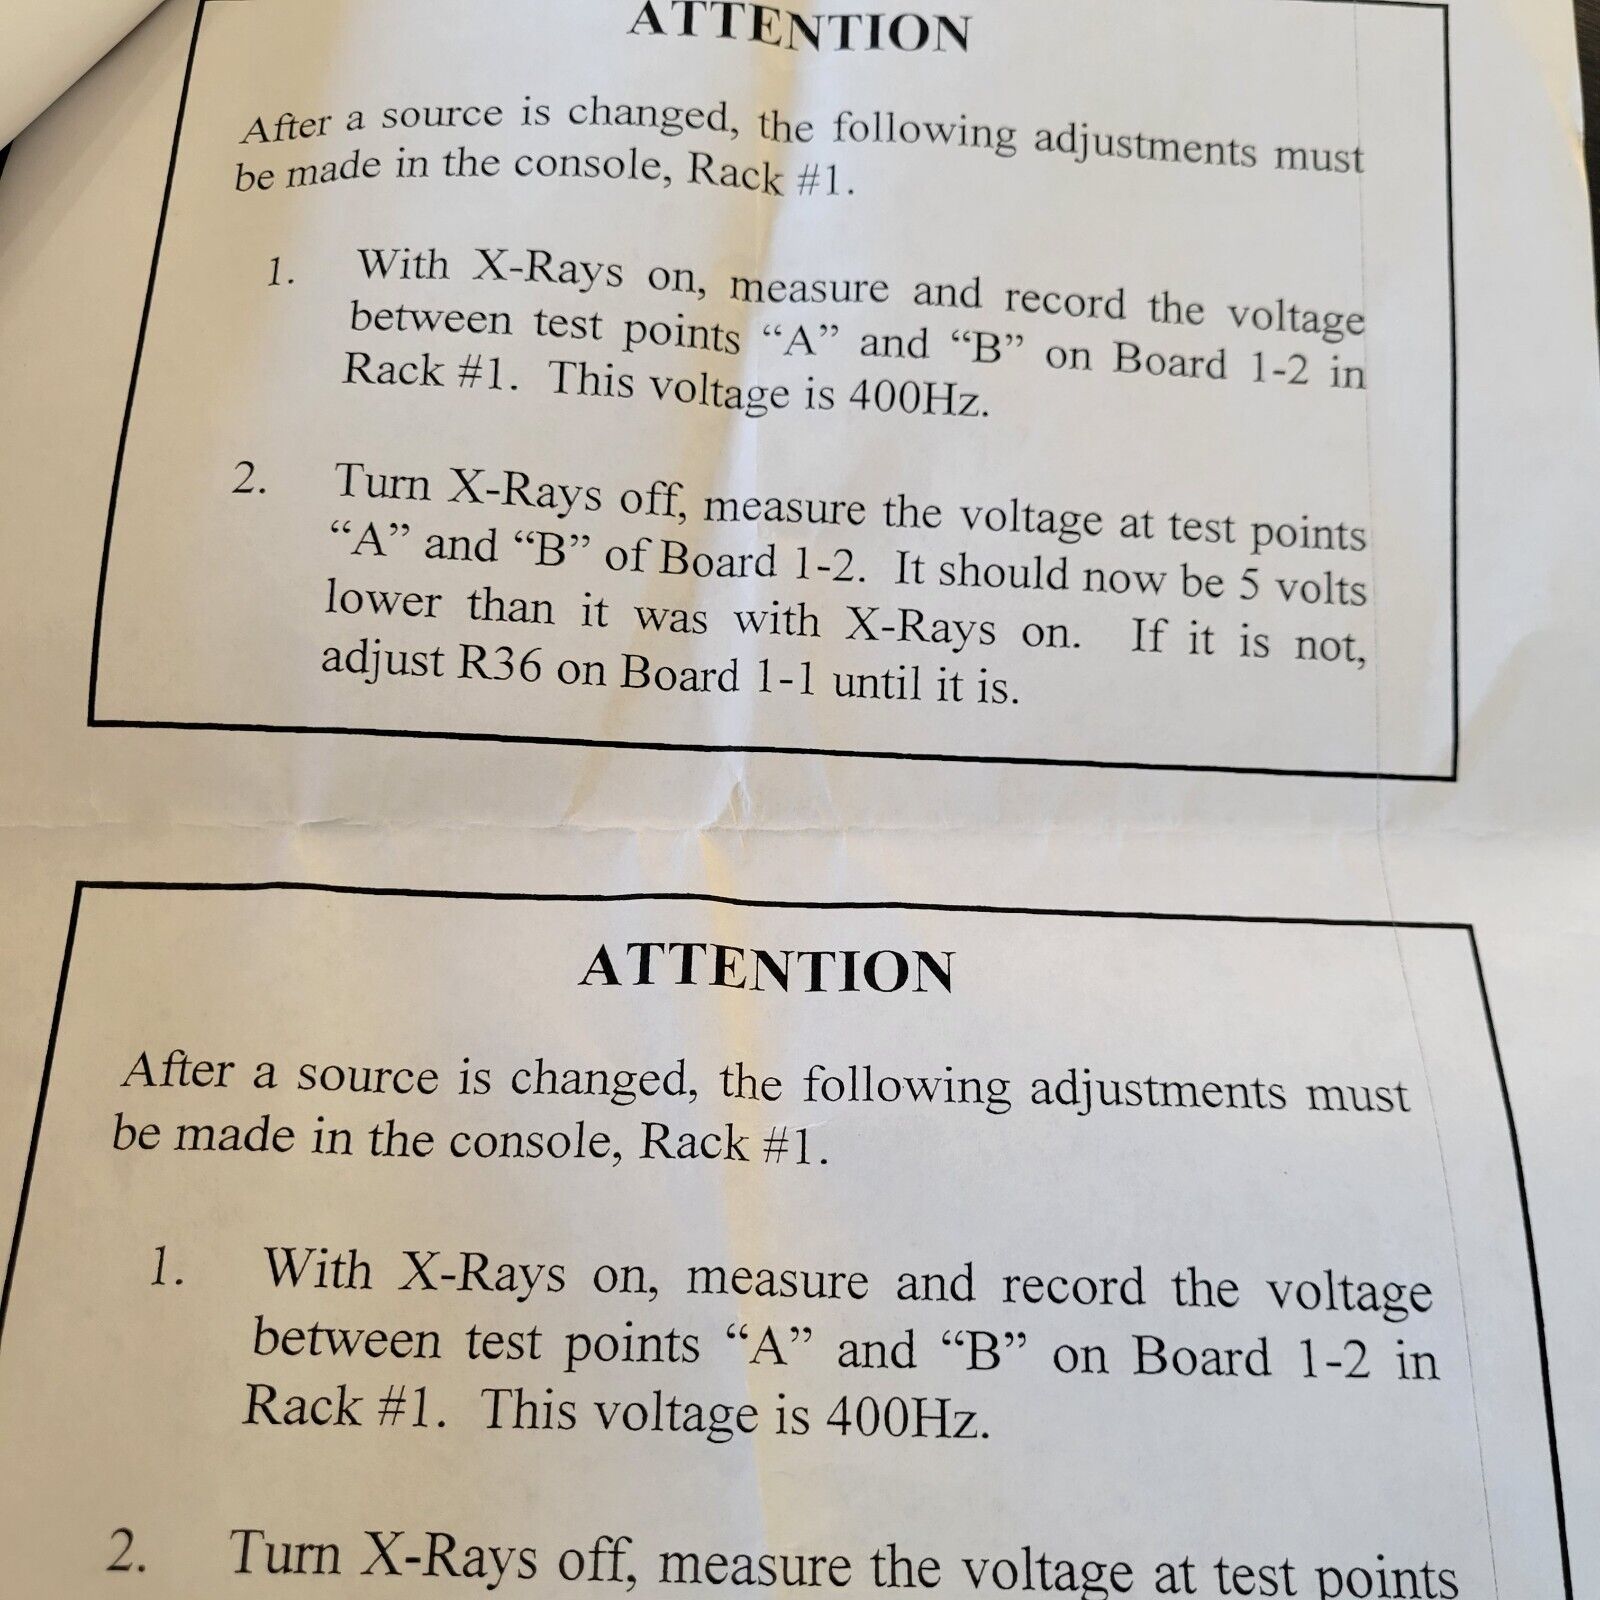 ATTENTION
After a source is changed, the following adjustments must
be made in the console, Rack #1.
1. With X-Rays on, measure and record the voltage
between test points “A” and “B” on Board 1-2 in
Rack #1. This voltage is 400Hz.
2. Turn X-Rays off, measure the voltage at test points
“A” and “B” of Board 1-2. It should now be 5 volts
lower than it was with X-Rays on. If it is not,
adjust R36 on Board 1-1 until it is.
ATTENTION
After a source is changed, the following adjustments must
be made in the console, Rack #1.
1. With X-Rays on, measure and record the voltage
between test points “A” and “B” on Board 1-2 in
Rack #1. This voltage is 400Hz.
2. Turn X-Rays off, measure the voltage at test points